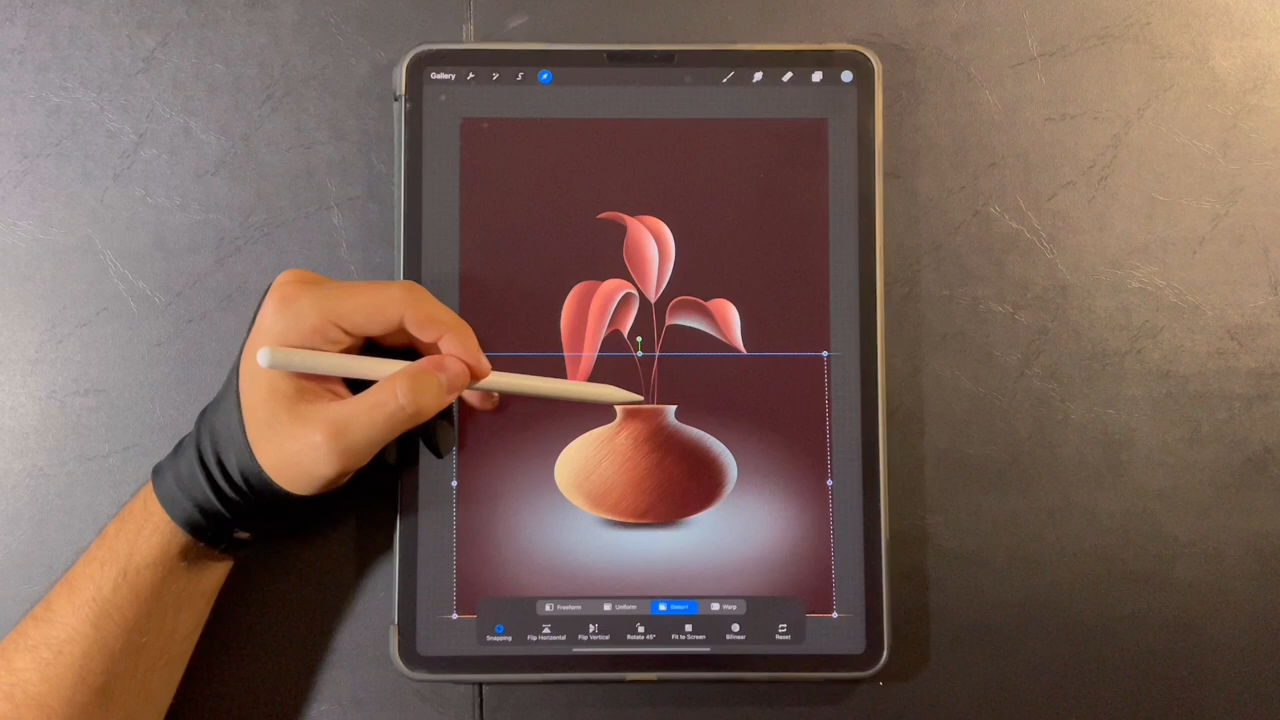 Gallery
Freeform Uniform Distort Warp
Snapping Flip Horizontal Flip Vertical Rotate 45° Fit to Screen Bilinear Reset